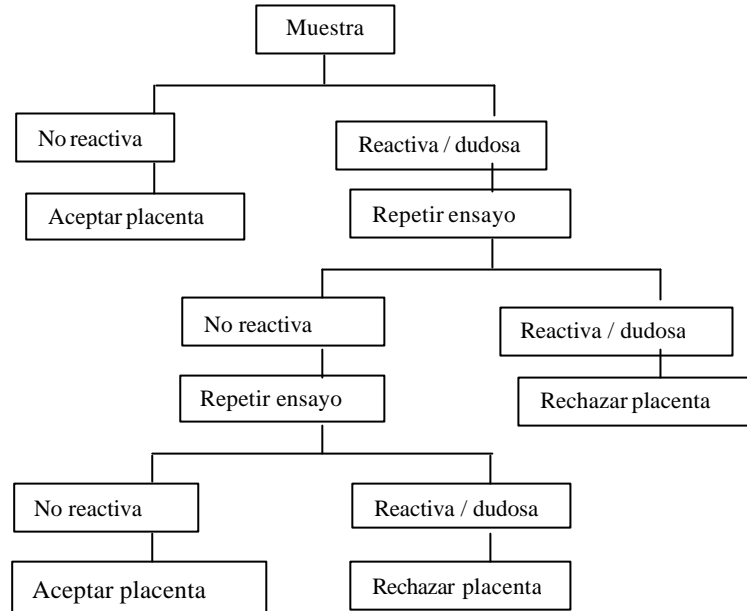 Muestra
No reactiva
Reactiva / dudosa
Aceptar placenta
Repetir ensayo
No reactiva
Reactiva / dudosa
Repetir ensayo
Rechazar placenta
No reactiva
Reactiva / dudosa
Aceptar placenta
Rechazar placenta